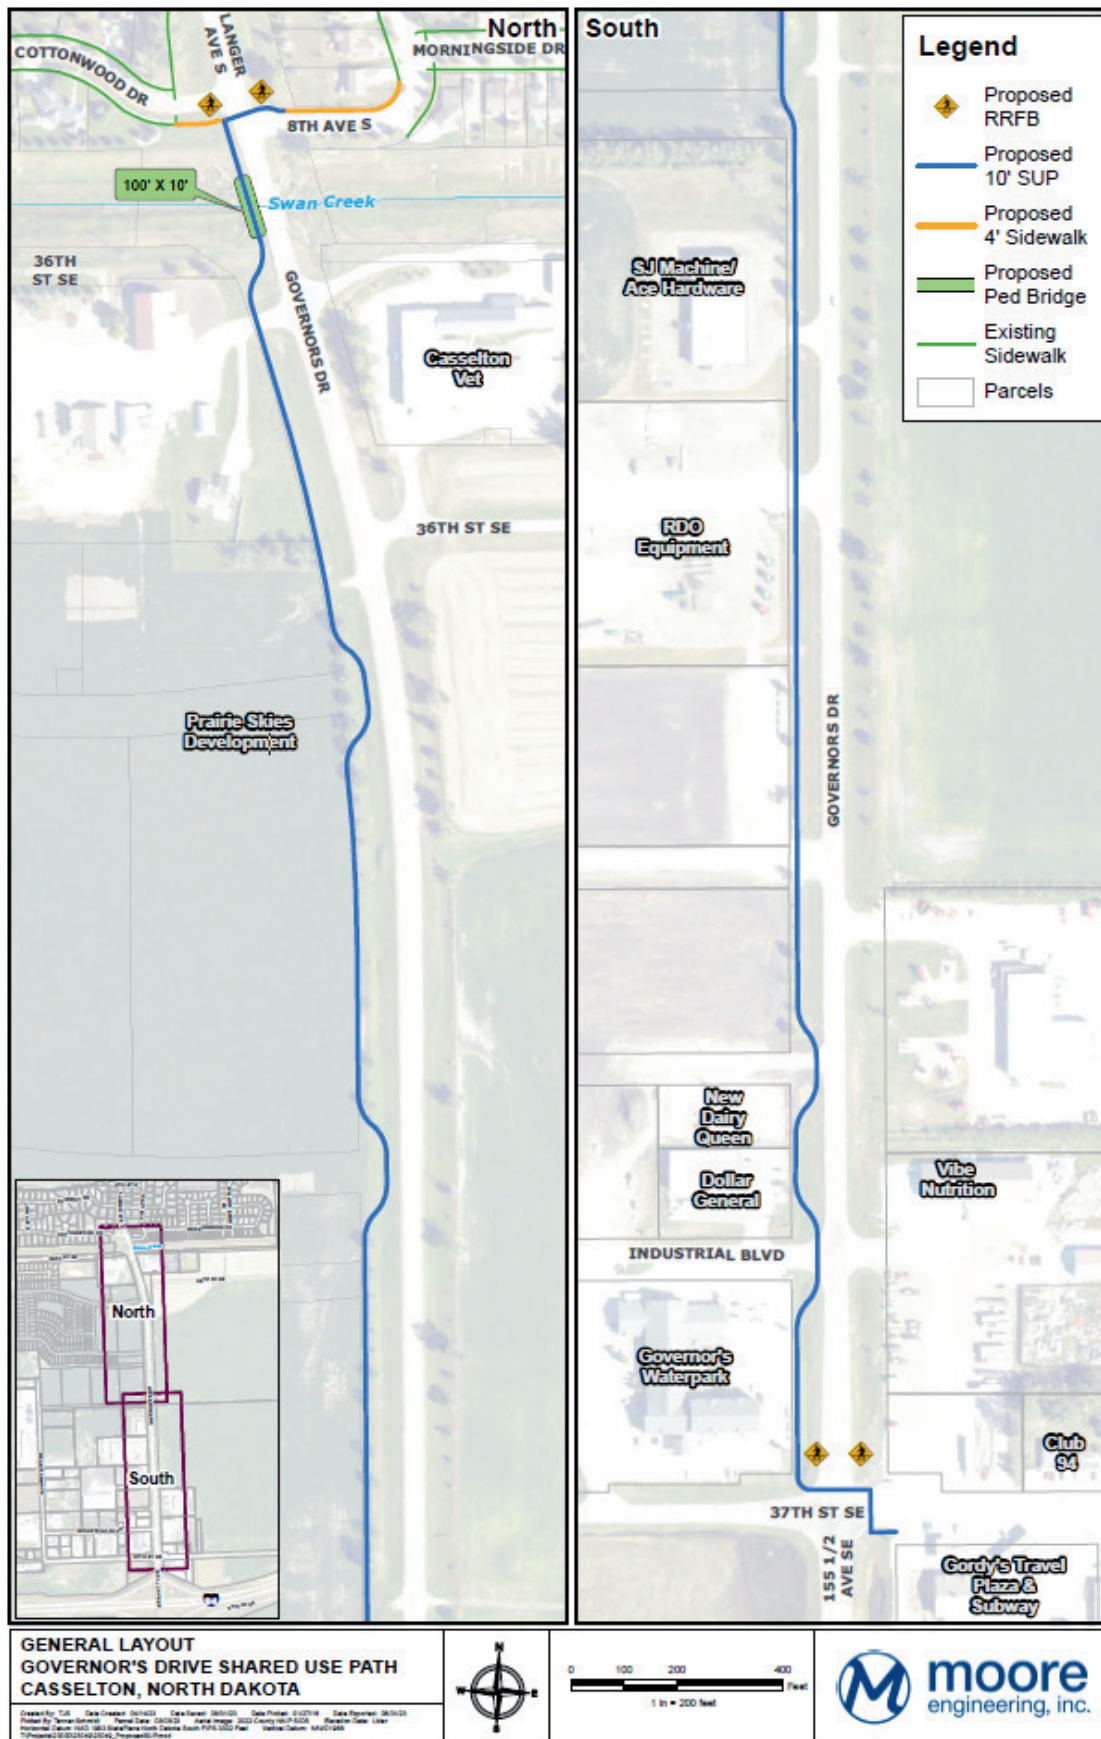 North
LANGER
AVE S
COTTONWOOD DR
MORNINGSIDE DR
8TH AVE S
100' X 10'
Swan Creek
36TH
ST SE
GOVERNORS DR
Casselton
Vet
36TH ST SE
Prairie Skies
Development
North
South
South
SJ Machine/
Ace Hardware
RDO
Equipment
GOVERNORS DR
New
Dairy
Queen
Dollar
General
Vibe
Nutrition
INDUSTRIAL BLVD
Governor's
Waterpark
Club
94
37TH ST SE
155 1/2
AVE SE
Gordy's Travel
Plaza &
Subway
Legend
Proposed
RRFB
Proposed
10' SUP
Proposed
4' Sidewalk
Proposed
Ped Bridge
Existing
Sidewalk
Parcels
GENERAL LAYOUT
GOVERNOR'S DRIVE SHARED USE PATH
CASSELTON, NORTH DAKOTA
N
W E
S
0 100 200 400
Feet
1 in = 200 feet
moore
engineering, inc.